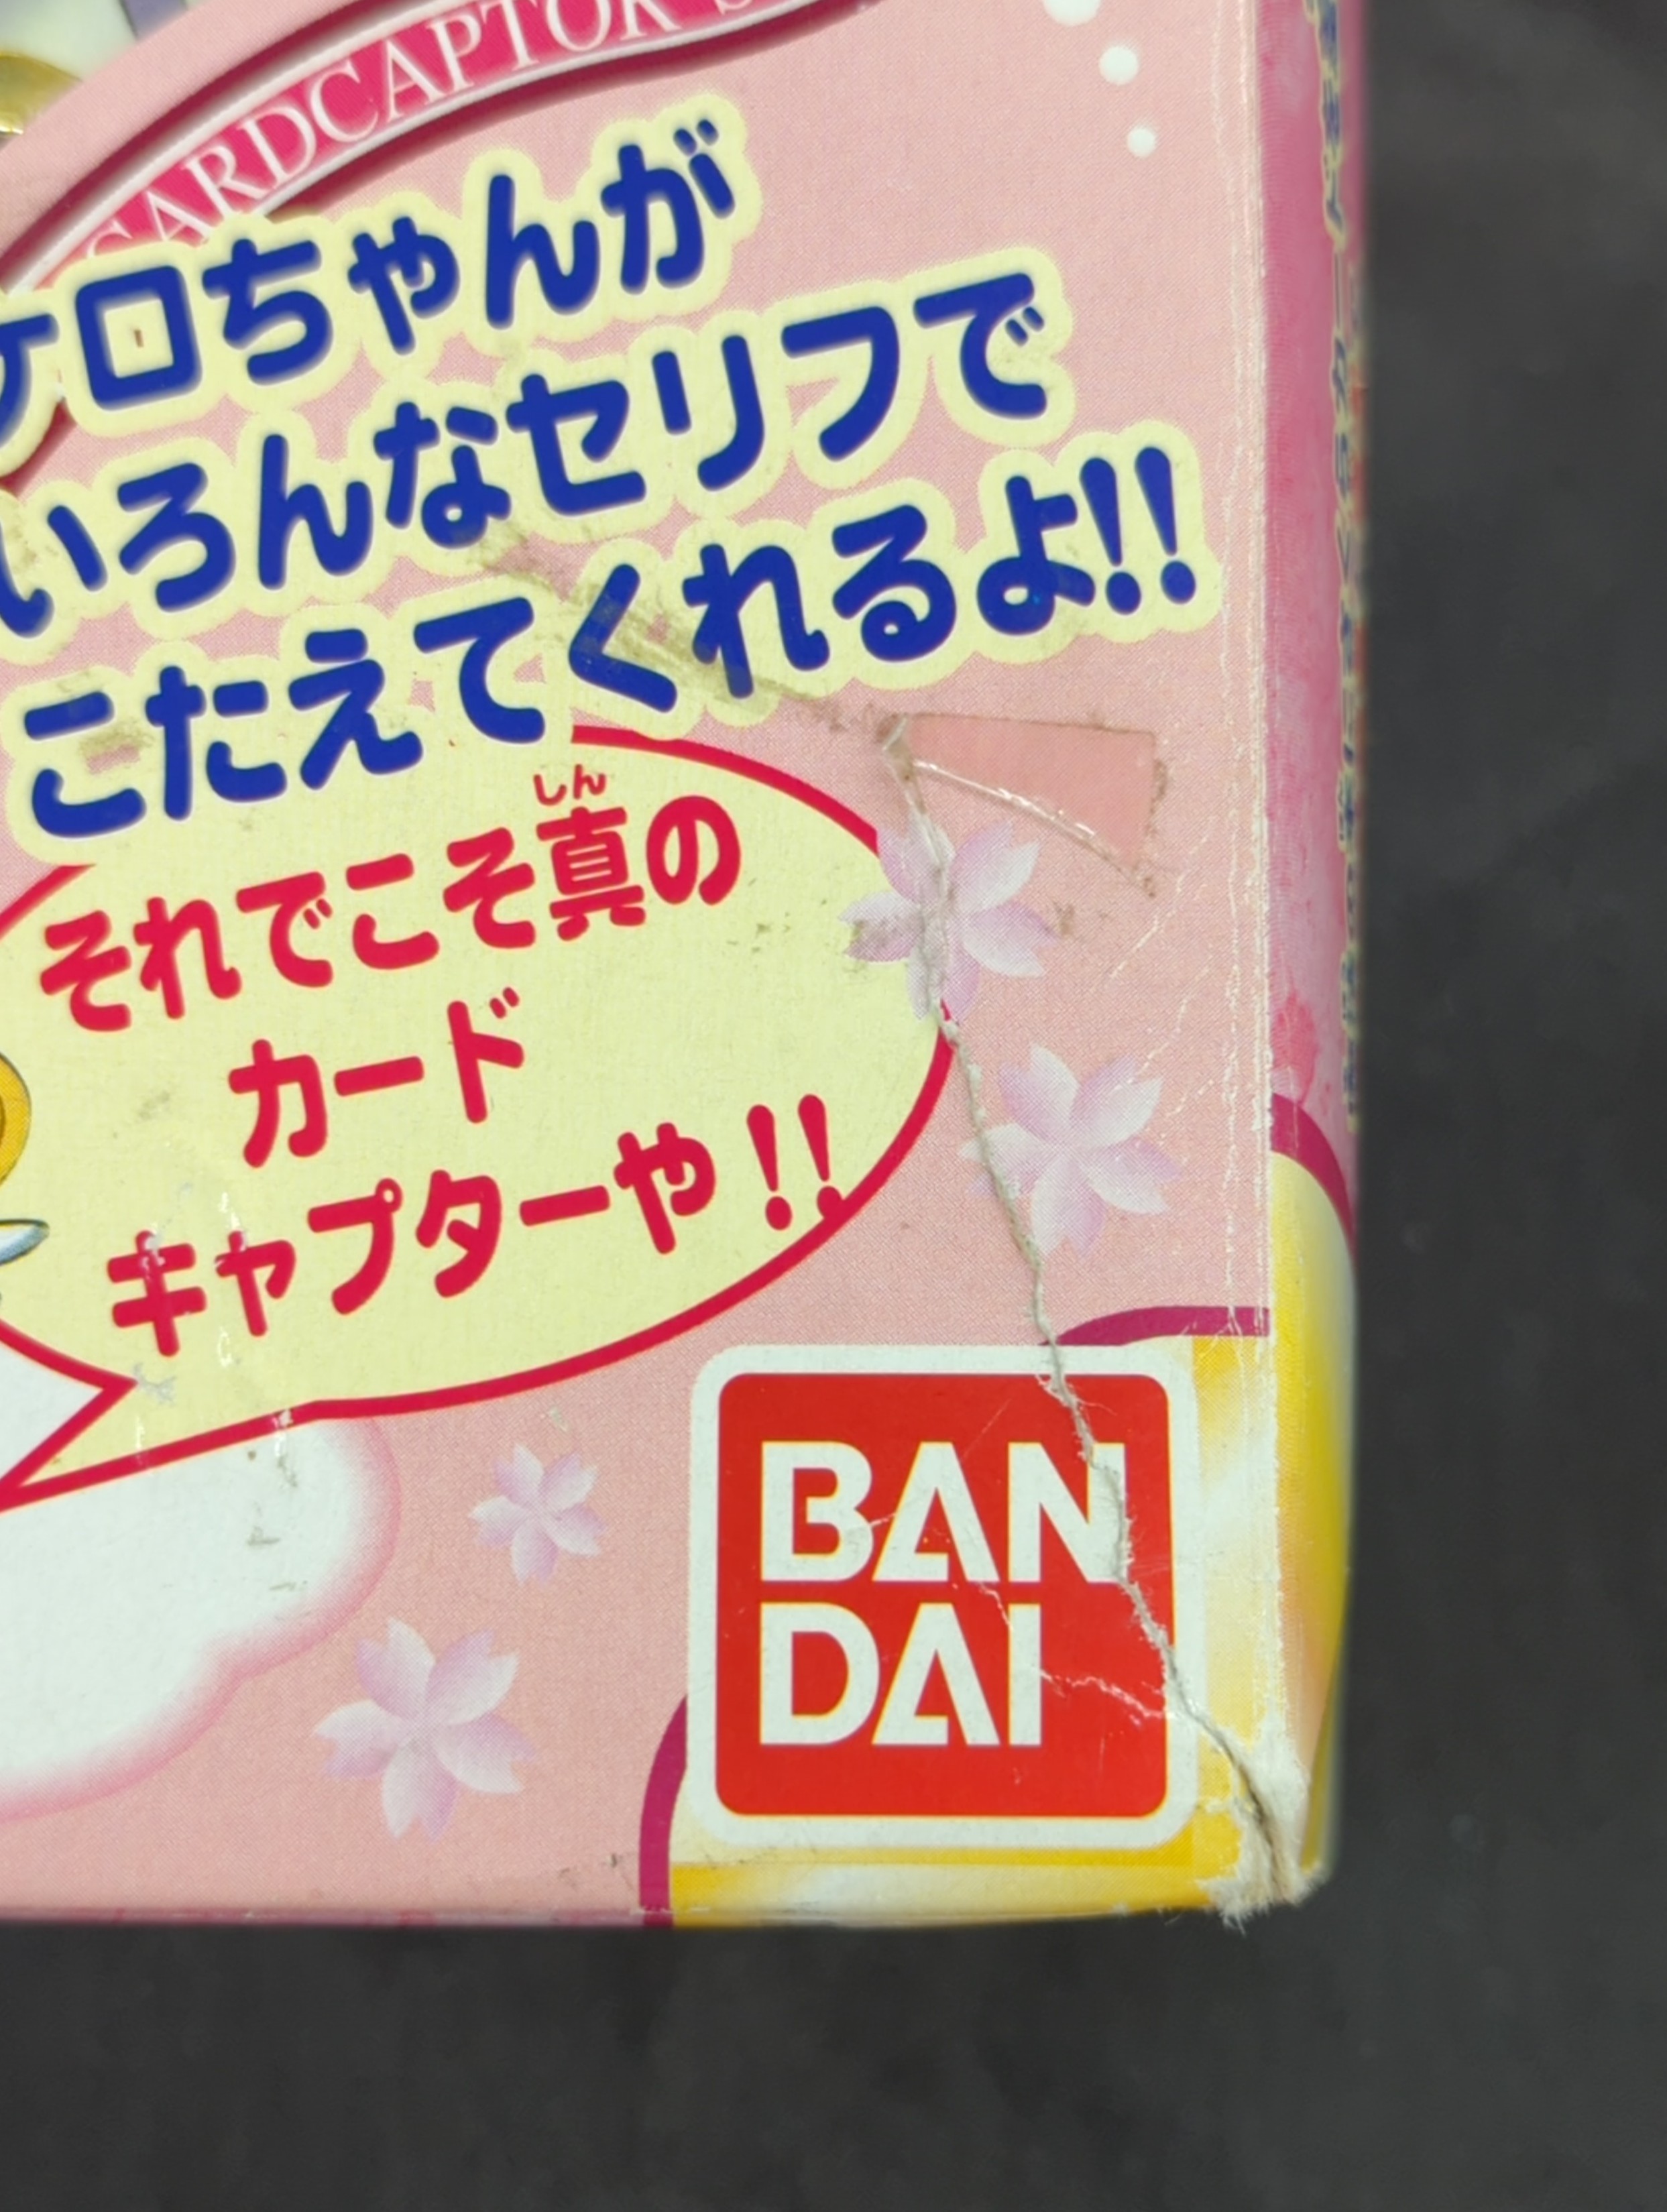 CARDCAPTOR
ケロちゃんが
いろんなセリフで
こたえてくれるよ!!
しん
それでこそ真の
カード
キャプターや!!
BAN
DAI